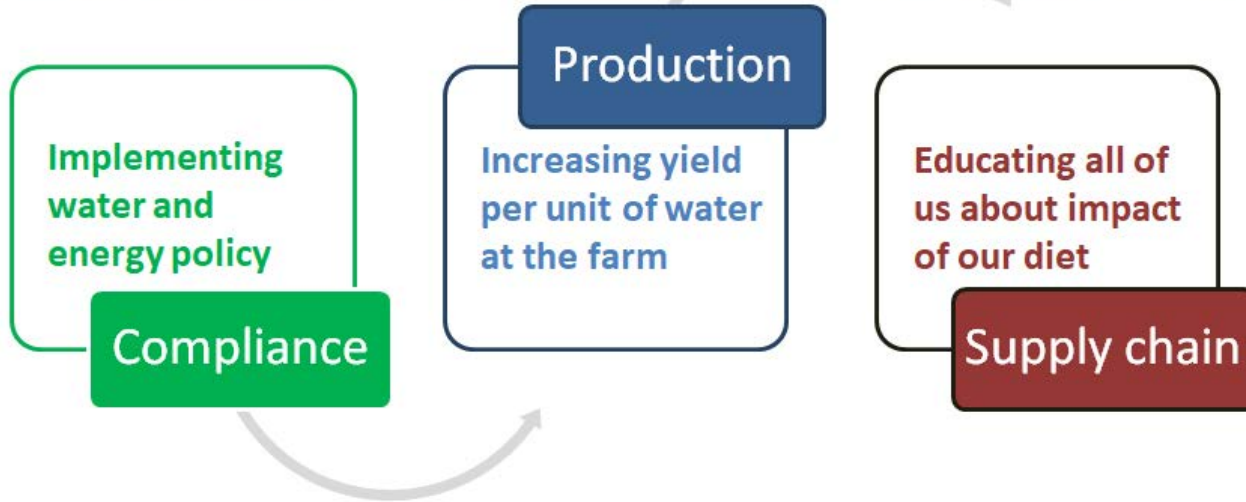 Implementing
water and
energy policy
Compliance
Production
Increasing yield
per unit of water
at the farm
Educating all of
us about impact
of our diet
Supply chain